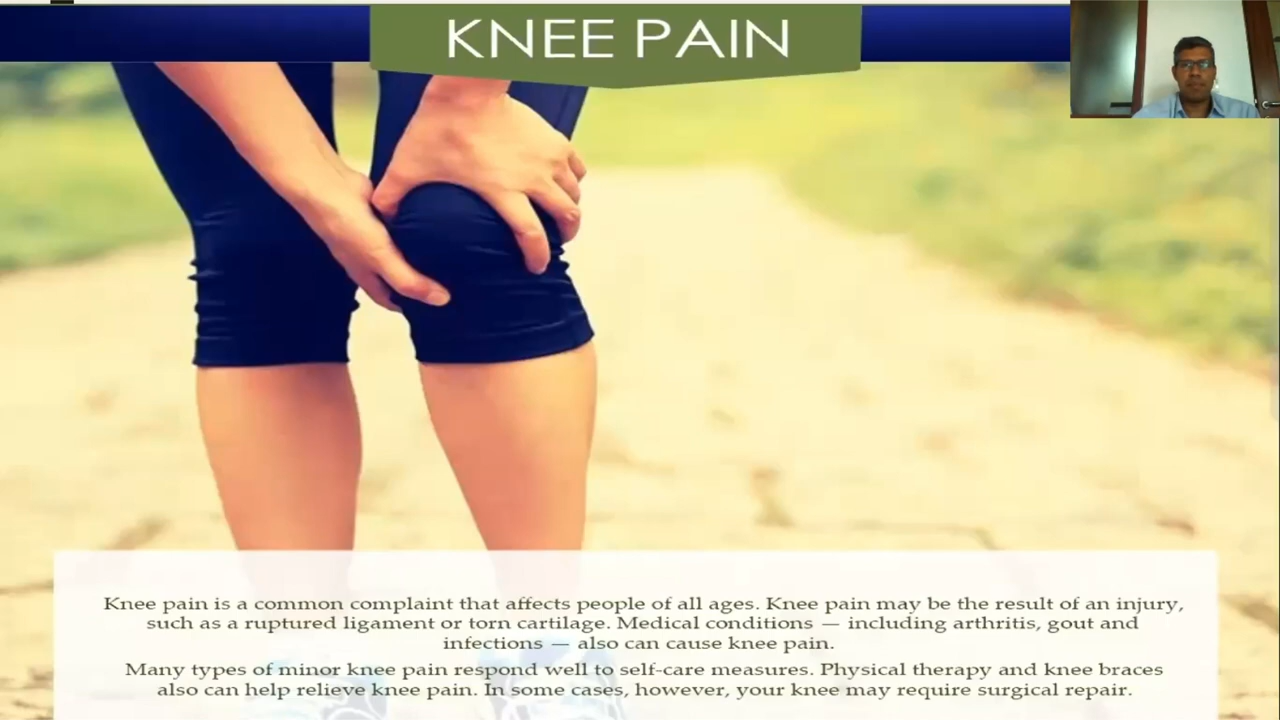 KNEE PAIN
Knee pain is a common complaint that affects people of all ages. Knee pain may be the result of an injury,
such as a ruptured ligament or torn cartilage. Medical conditions — including arthritis, gout and
infections — also can cause knee pain.
Many types of minor knee pain respond well to self-care measures. Physical therapy and knee braces
also can help relieve knee pain. In some cases, however, your knee may require surgical repair.